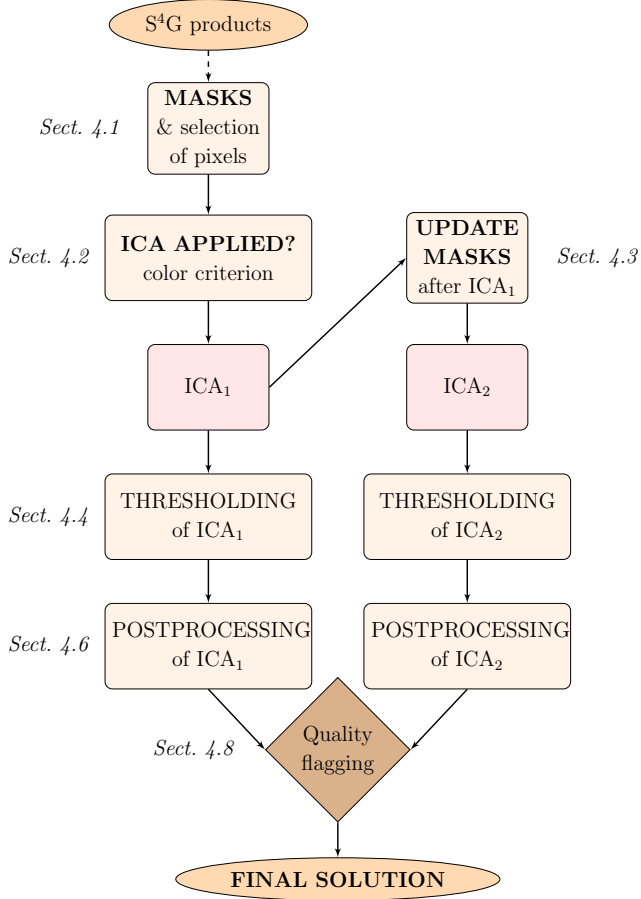 S⁴G products
Sect. 4.1
MASKS
& selection
of pixels
Sect. 4.2
ICA APPLIED?
color criterion
UPDATE
MASKS
after ICA₁
Sect. 4.3
ICA₁
ICA₂
Sect. 4.4
THRESHOLDING
of ICA₁
THRESHOLDING
of ICA₂
Sect. 4.6
POSTPROCESSING
of ICA₁
POSTPROCESSING
of ICA₂
Sect. 4.8
Quality
flagging
FINAL SOLUTION